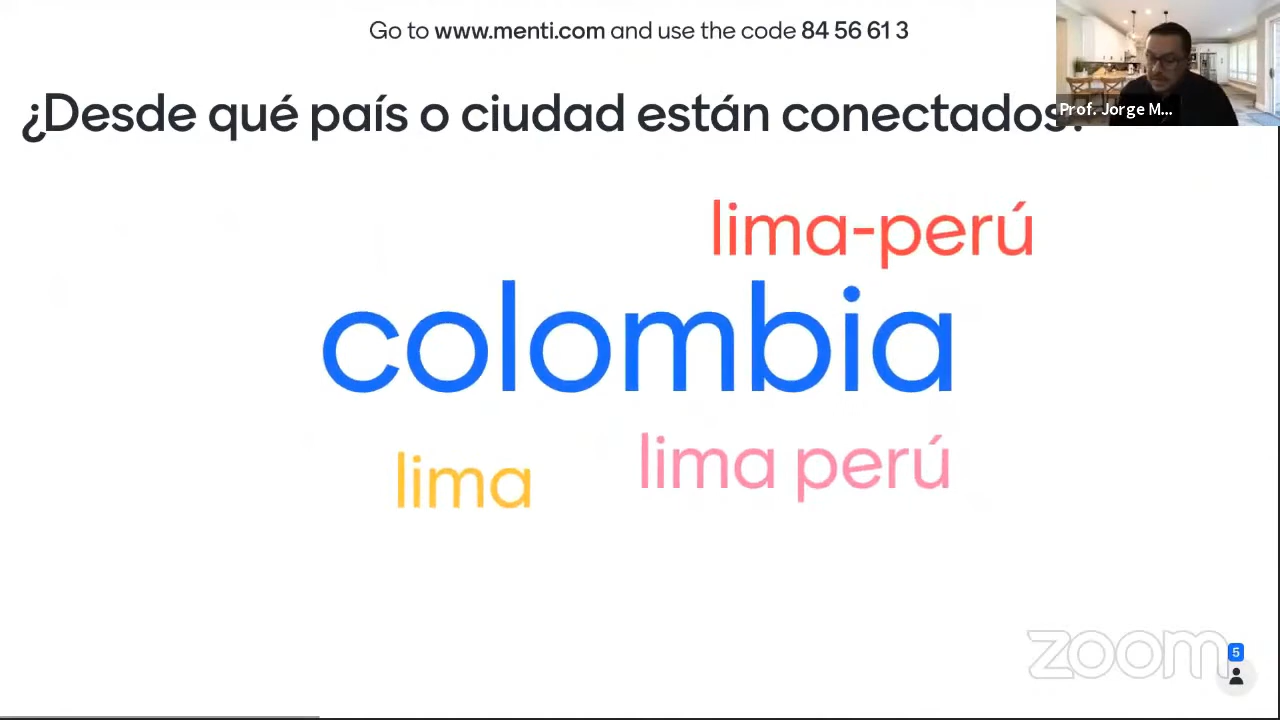 Go to www.menti.com and use the code 84 56 61 3
¿Desde qué país o ciudad están conectados?
Prof. Jorge M...
lima-perú
colombia
lima perú
lima
zoom
5